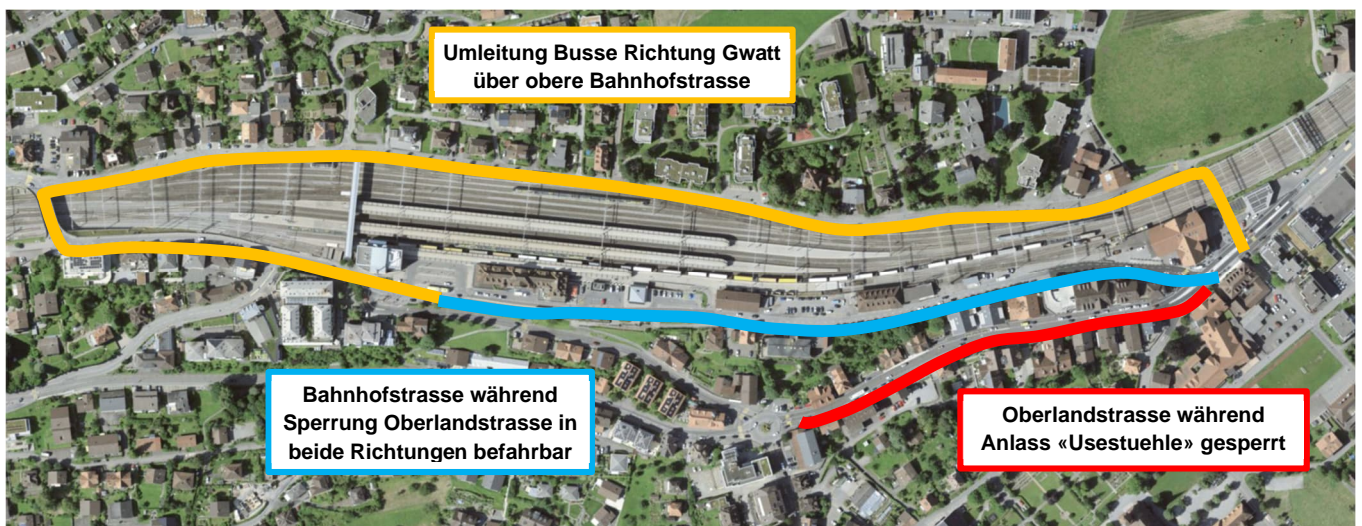 Umleitung Busse Richtung Gwatt
über obere Bahnhofstrasse
Bahnhofstrasse während
Sperrung Oberlandstrasse in
beide Richtungen befahrbar
Oberlandstrasse während
Anlass «Usestuehle» gesperrt